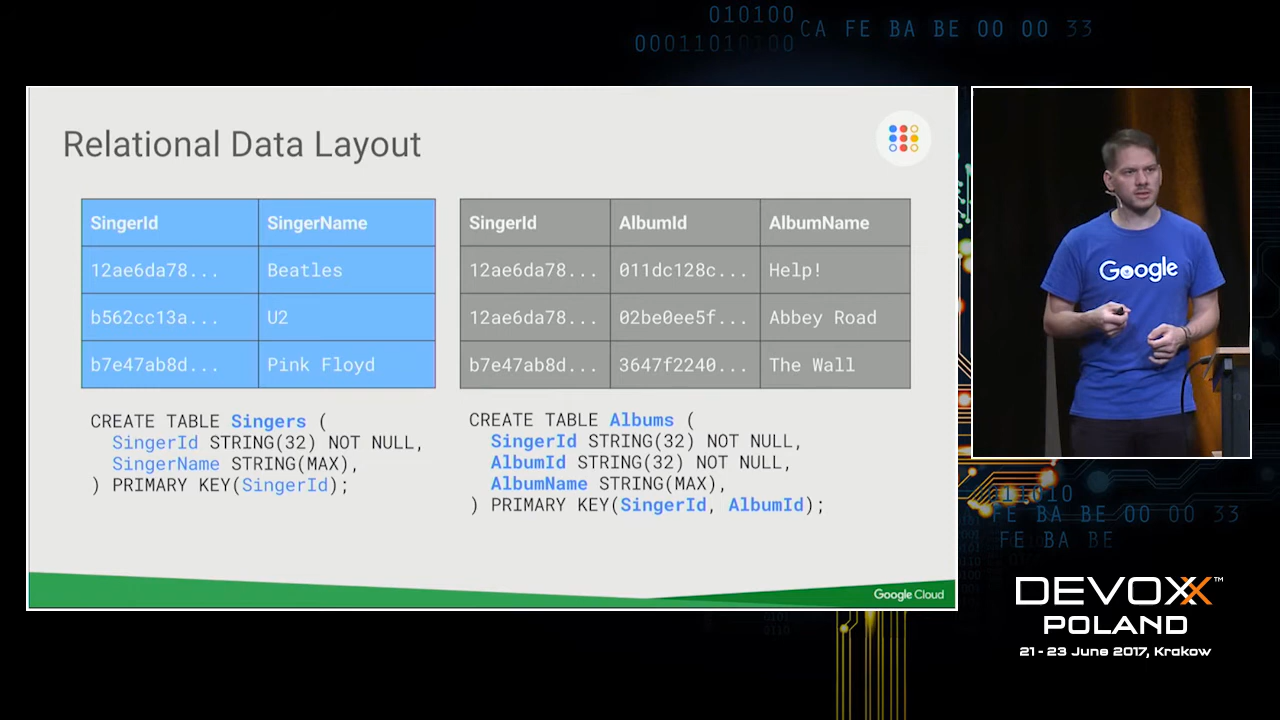 010100
00011010100
CA FE BA BE 00 00 33
Relational Data Layout
SingerId SingerName
12ae6da78... Beatles
b562cc13a... U2
b7e47ab8d... Pink Floyd
SingerId AlbumId AlbumName
12ae6da78... 011dc128c... Help!
12ae6da78... 02be0ee5f... Abbey Road
b7e47ab8d... 3647f2240... The Wall
CREATE TABLE Singers (
SingerId STRING(32) NOT NULL,
SingerName STRING(MAX),
) PRIMARY KEY(SingerId);
CREATE TABLE Albums (
SingerId STRING(32) NOT NULL,
AlbumId STRING(32) NOT NULL,
AlbumName STRING(MAX),
) PRIMARY KEY(SingerId, AlbumId);
Google Cloud
Google
FE BA BE 00 00 33
FE BA BE
DEVOXX™
POLAND
21 - 23 June 2017, Krakow